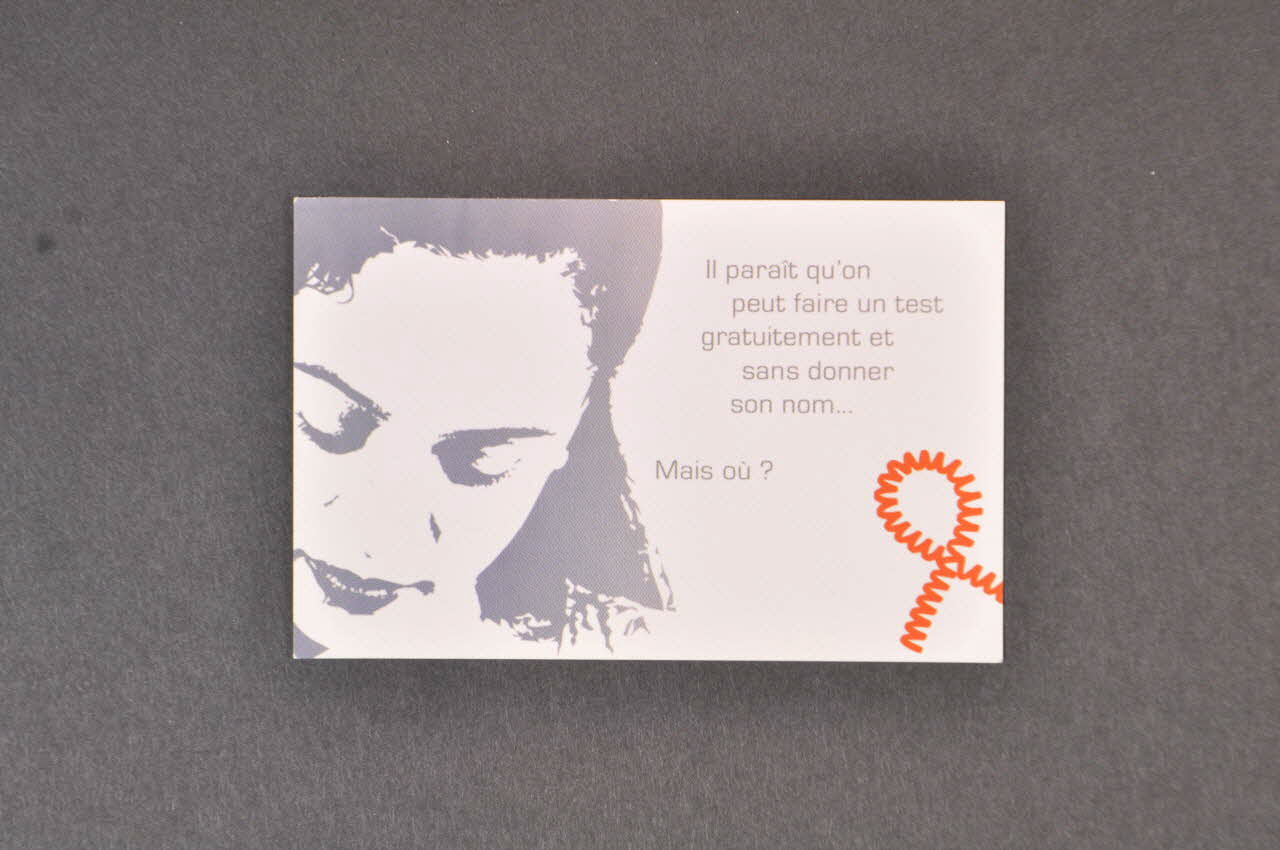 Il paraît qu'on
peut faire un test
gratuitement et
sans donner
son nom...
Mais où ?